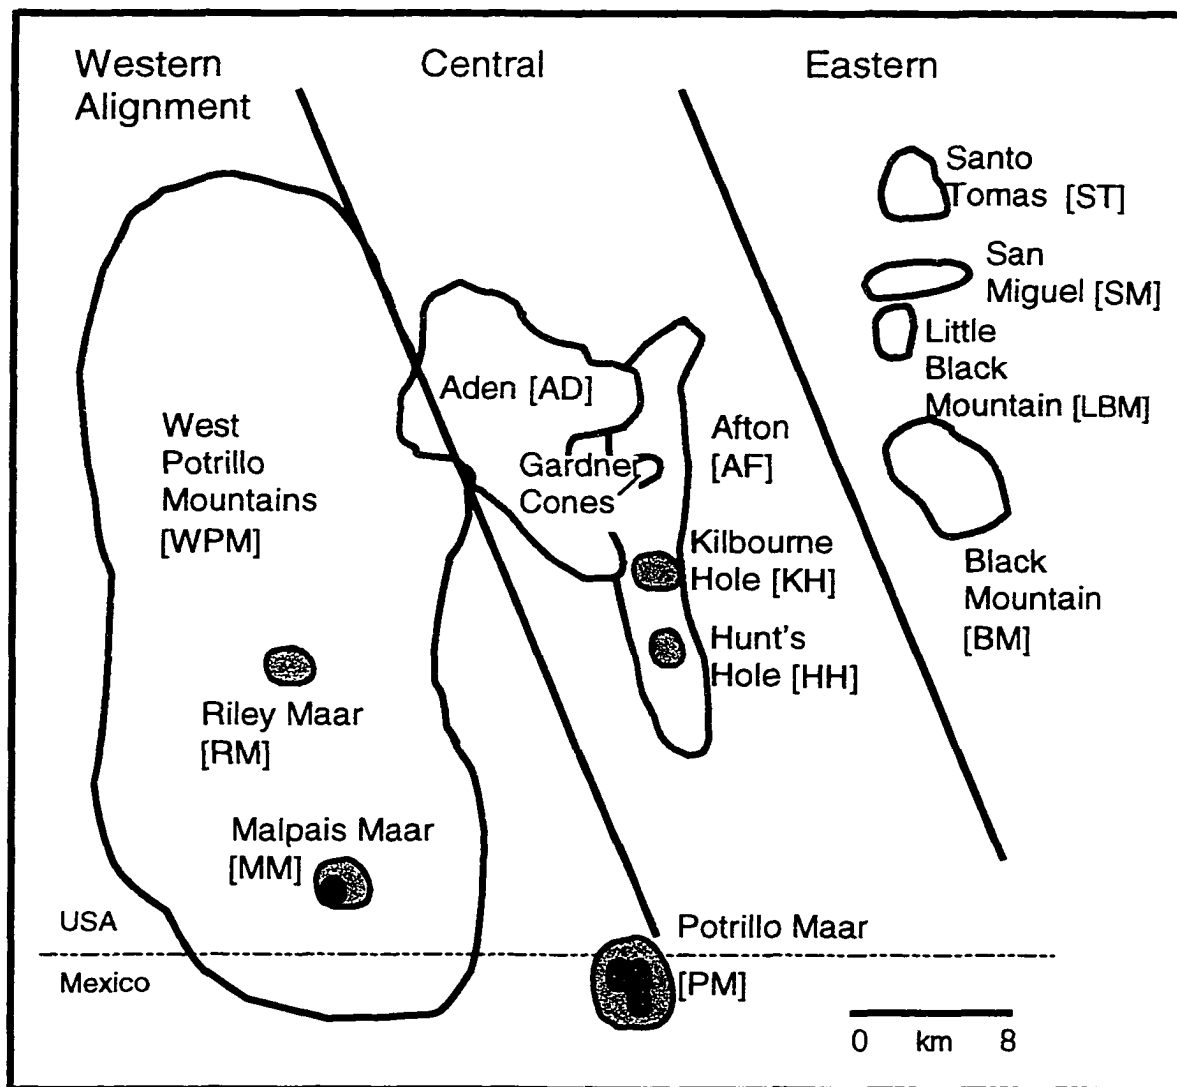 Western
Alignment
Central
Eastern
Santo
Tomas [ST]
San
Miguel [SM]
Little
Black
Mountain [LBM]
Aden [AD]
West
Potrillo
Mountains
[WPM]
Afton
[AF]
Gardner
Cones
Kilbourne
Hole [KH]
Black
Mountain
[BM]
Hunt's
Hole [HH]
Riley Maar
[RM]
Malpais Maar
[MM]
USA
Potrillo Maar
Mexico
[PM]
0 km 8